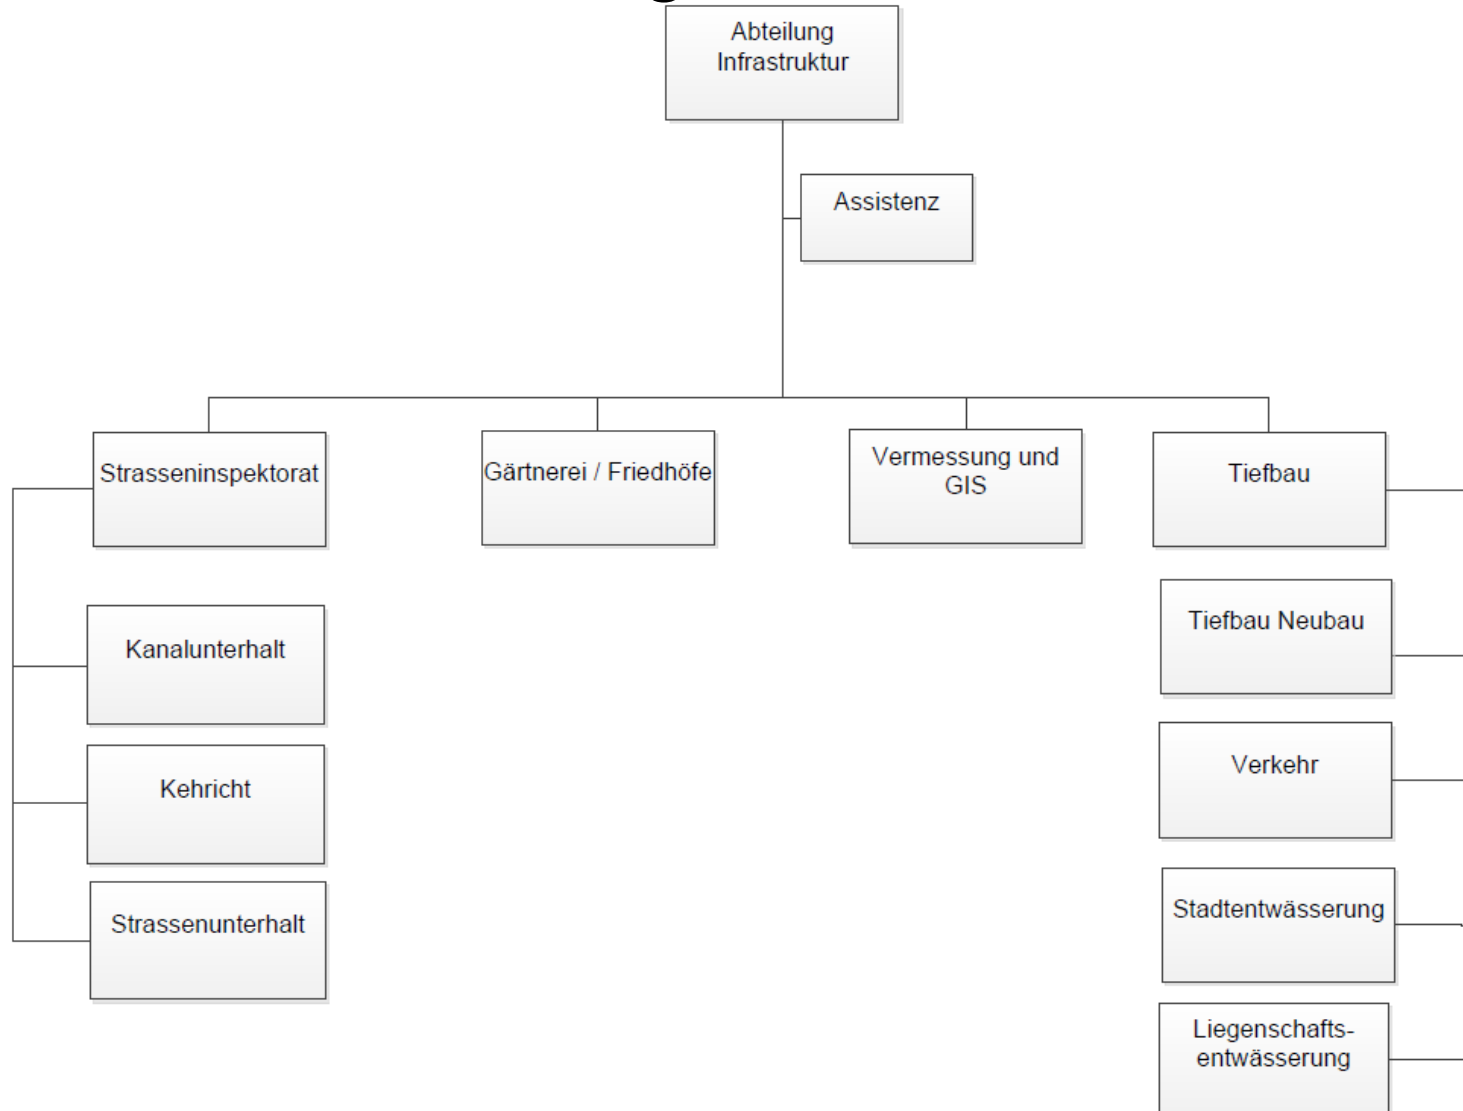 Abteilung
Infrastruktur
Assistenz
Strasseninspektorat
Gärtnerei / Friedhöfe
Vermessung und
GIS
Tiefbau
Kanalunterhalt
Kehricht
Strassenunterhalt
Tiefbau Neubau
Verkehr
Stadtentwässerung
Liegenschafts-
entwässerung